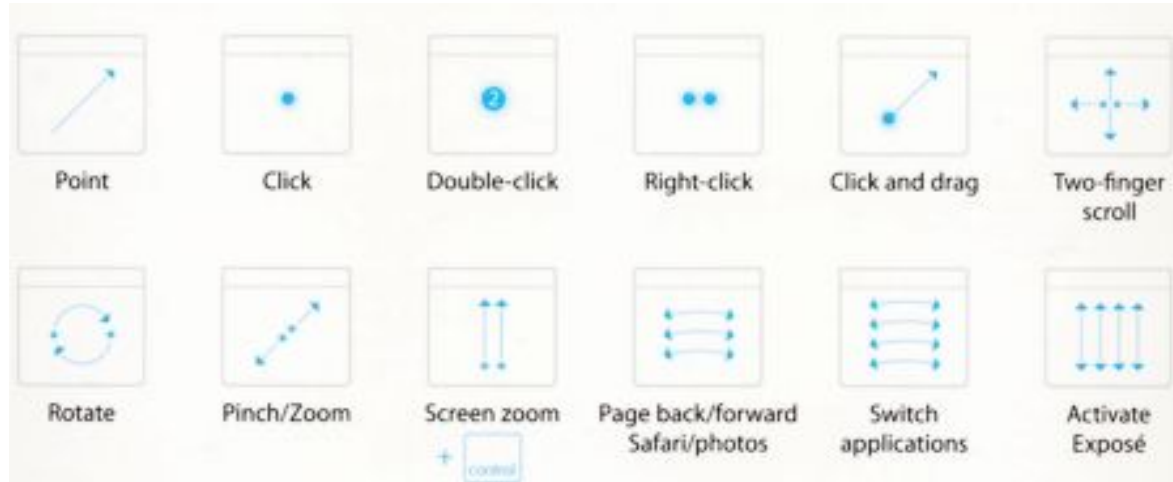 2
Point
Click
Double-click
Right-click
Click and drag
Two-finger
scroll
Rotate
Pinch/Zoom
Screen zoom
+ control
Page back/forward
Safari/photos
Switch
applications
Activate
Exposé